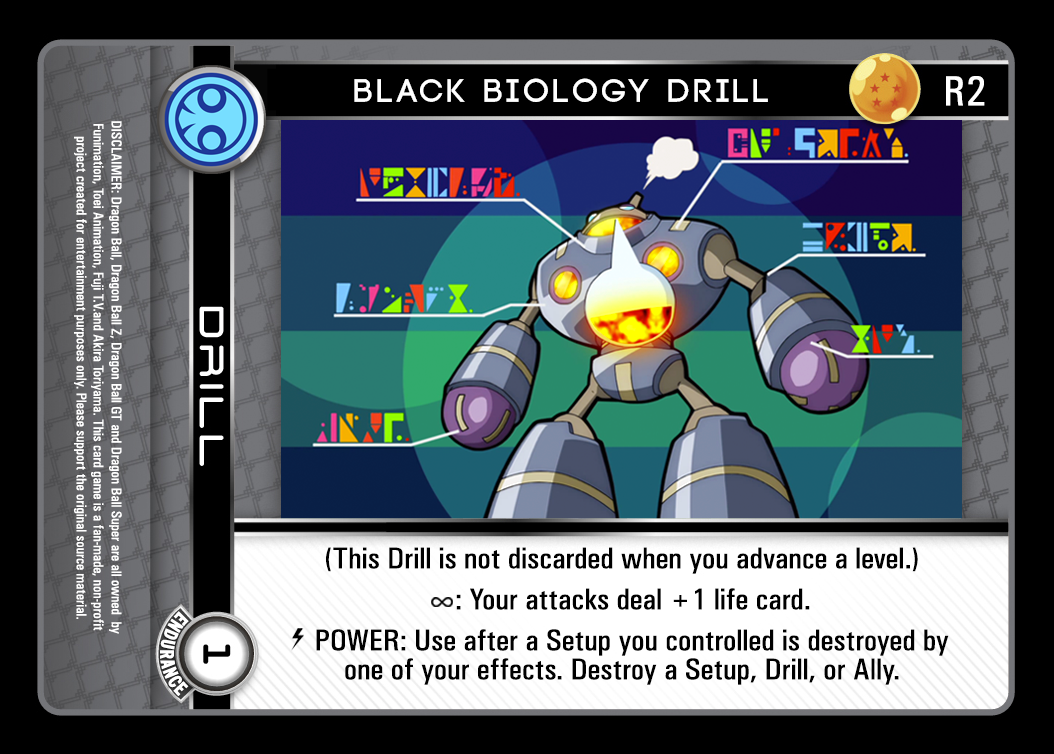 BLACK BIOLOGY DRILL
R2
DISCLAIMER: Dragon Ball, Dragon Ball Z, Dragon Ball GT and Dragon Ball Super are all owned by
Funimation, Toei Animation, Fuji T.V.and Akira Toriyama. This card game is a fan-made, non-profit
project created for entertainment purposes only. Please support the original source material.
DRILL
(This Drill is not discarded when you advance a level.)
∞: Your attacks deal +1 life card.
POWER: Use after a Setup you controlled is destroyed by
one of your effects. Destroy a Setup, Drill, or Ally.
ENDURANCE
1